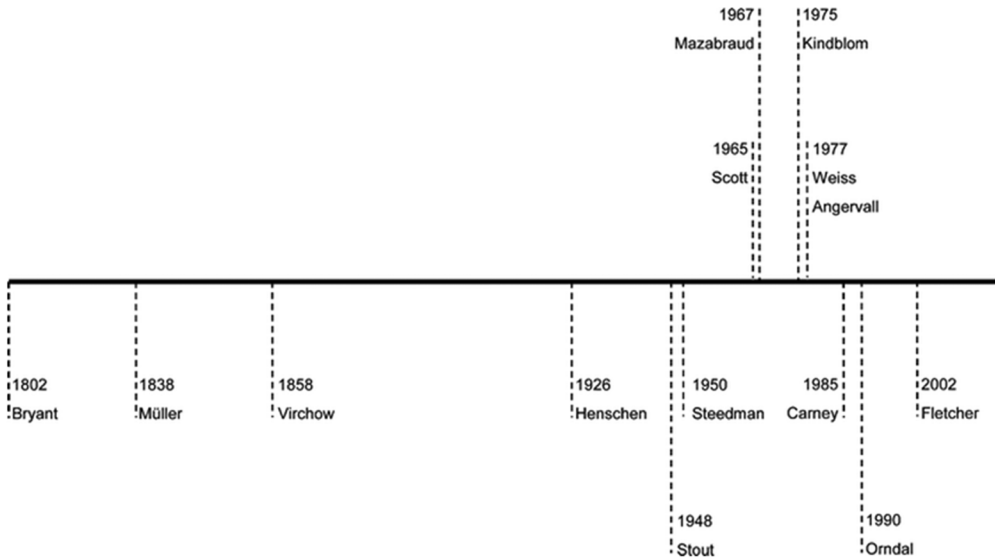 1967
Mazabraud
1975
Kindblom
1965
Scott
1977
Weiss
Angervall
1802
Bryant
1838
Müller
1858
Virchow
1926
Henschen
1950
Steedman
1985
Carney
2002
Fletcher
1948
Stout
1990
Orndal